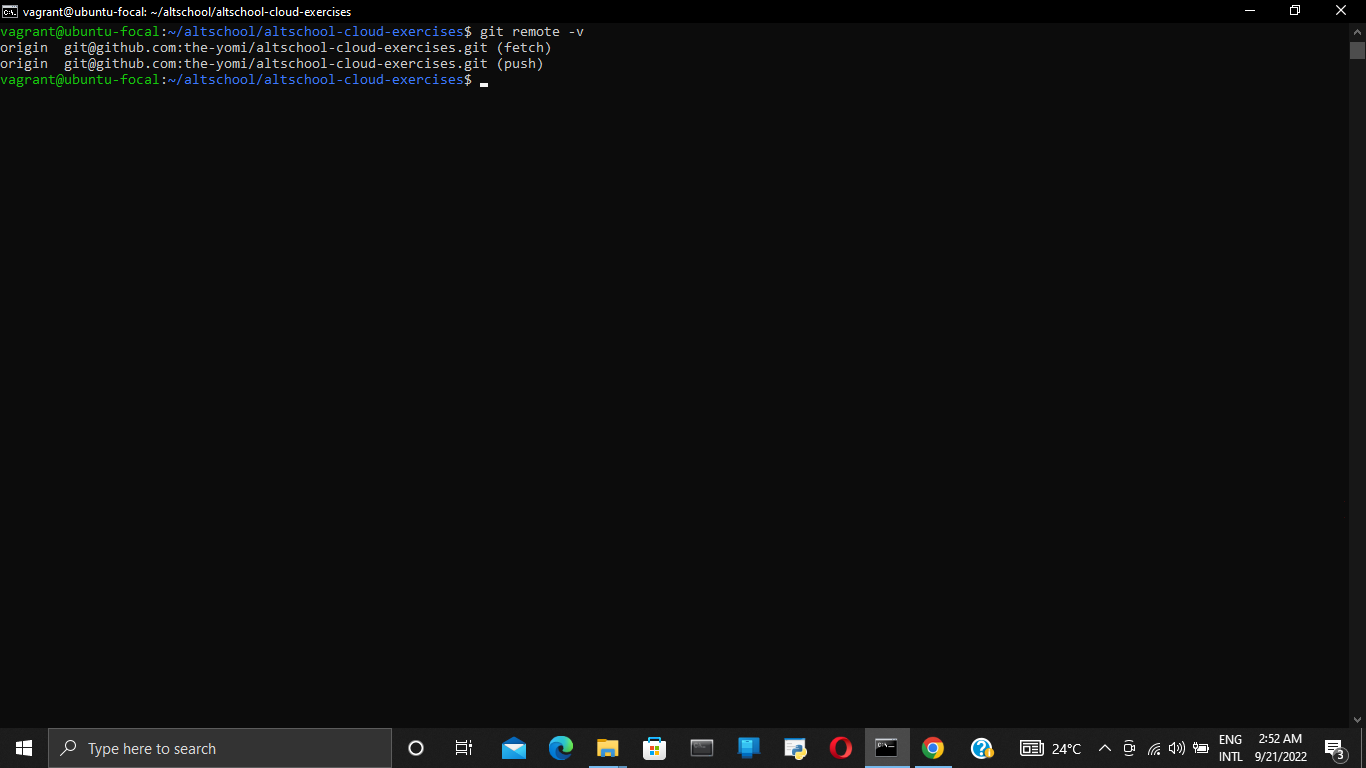 vagrant@ubuntu-focal: ~/altschool/altschool-cloud-exercises
vagrant@ubuntu-focal:~/altschool/altschool-cloud-exercises$ git remote -v
origin  git@github.com:the-yomi/altschool-cloud-exercises.git (fetch)
origin  git@github.com:the-yomi/altschool-cloud-exercises.git (push)
vagrant@ubuntu-focal:~/altschool/altschool-cloud-exercises$
Type here to search
24°C
ENG
INTL
2:52 AM
9/21/2022
3